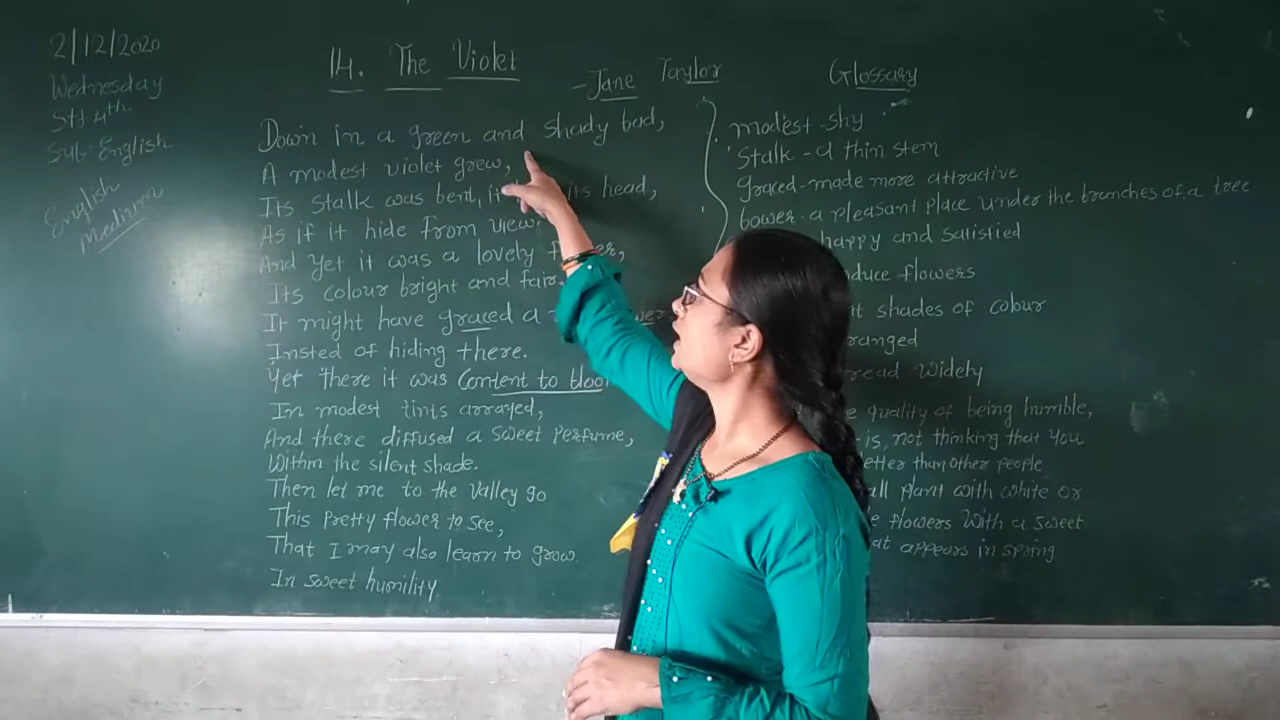 2/12/2020
Wednesday
Std 4th
Sub-English
English
Medium
14. The Violet
-Jane Taylor
Down in a green and shady bad,
A modest violet grew,
Its stalk was bent, it its head,
As if it hide from view.
And yet it was a lovely
Its colour bright and fair.
It might have graced a
Insted of hiding there.
Yet there it was Content to bloo
In modest tints arrayed,
And there diffused a sweet perfume,
Within the silent shade.
Then let me to the valley go
This pretty flower to see,
That I may also learn to grow.
In sweet humility
Glossary
modest-shy
Stalk-a thin stem
graced-made more attractive
bower-a pleasant place under the branches of a tree
happy and satisfied
duce flowers
t shades of colour
ranged
read widely
e quality of being humble,
is, not thinking that you
etter than other people
all plant with white or
e flowers with a sweet
at appears in spring